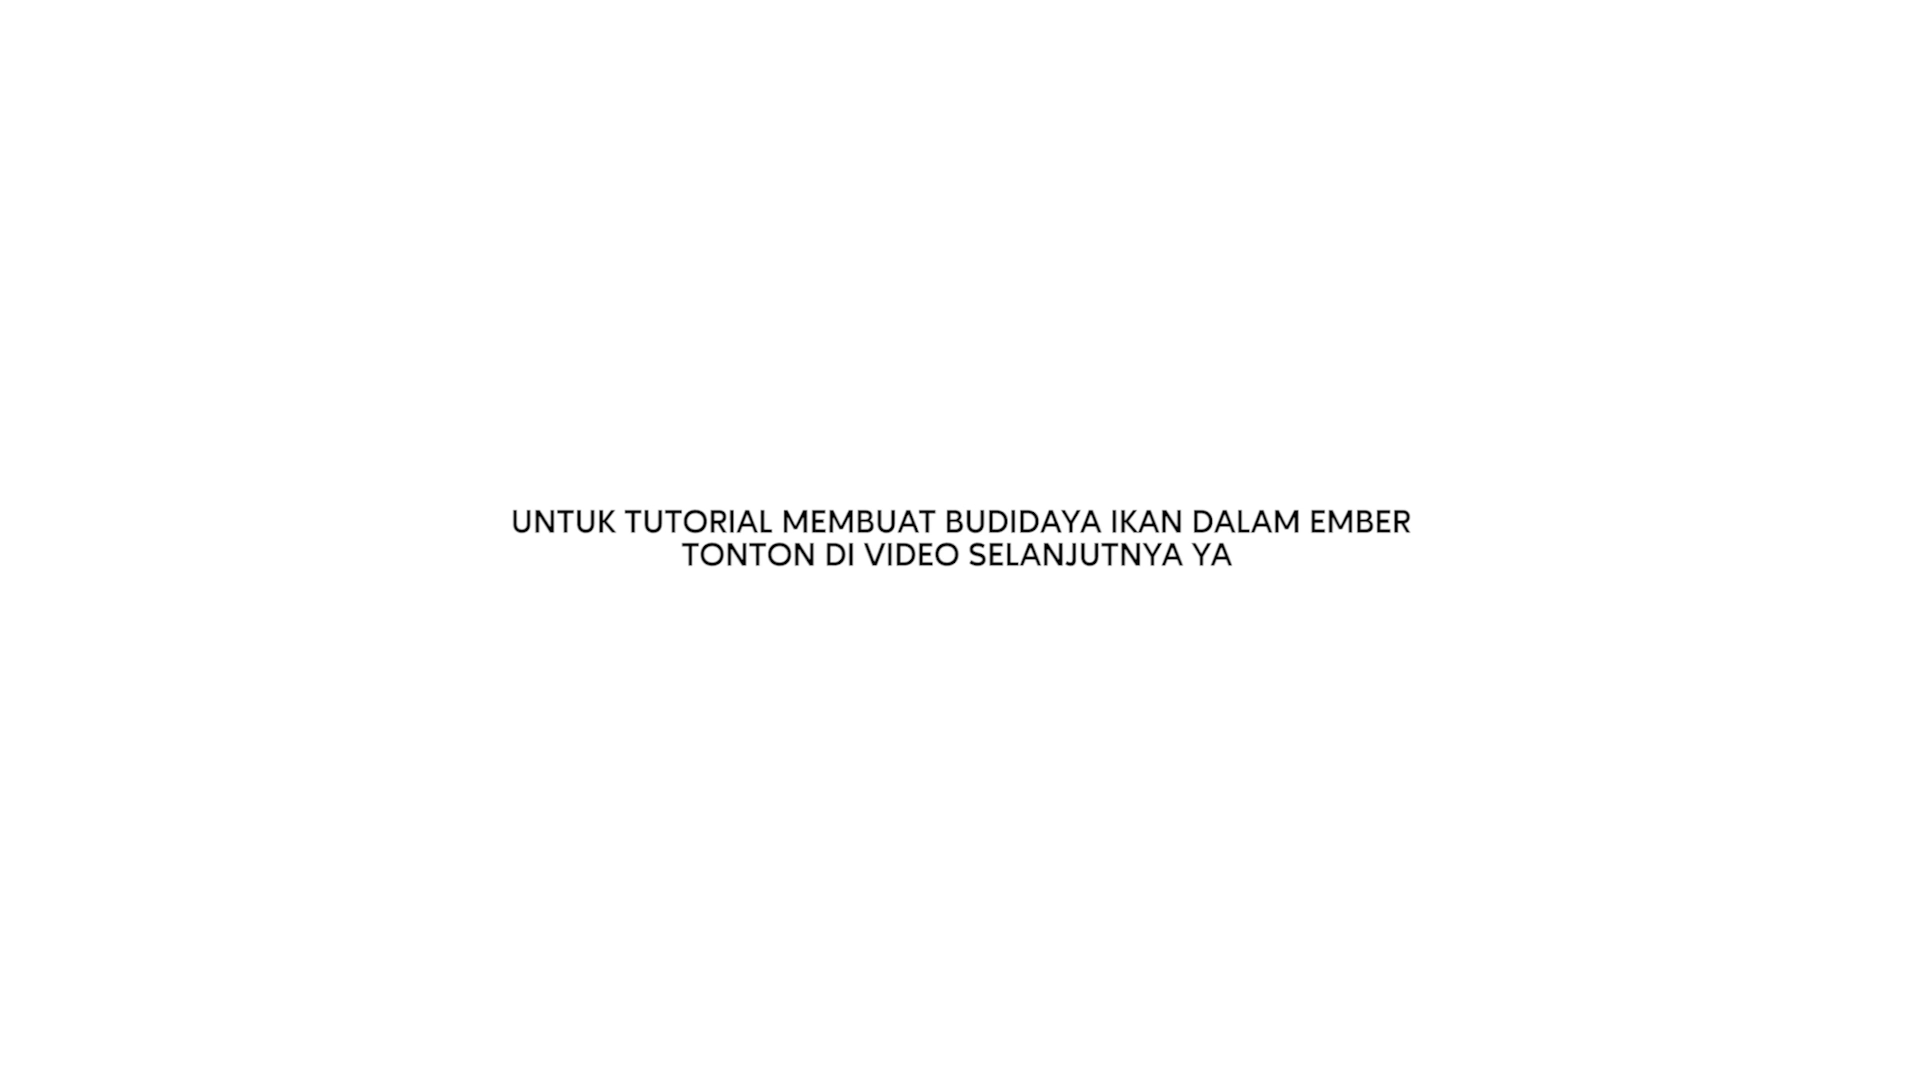 UNTUK TUTORIAL MEMBUAT BUDIDAYA IKAN DALAM EMBER
TONTON DI VIDEO SELANJUTNYA YA